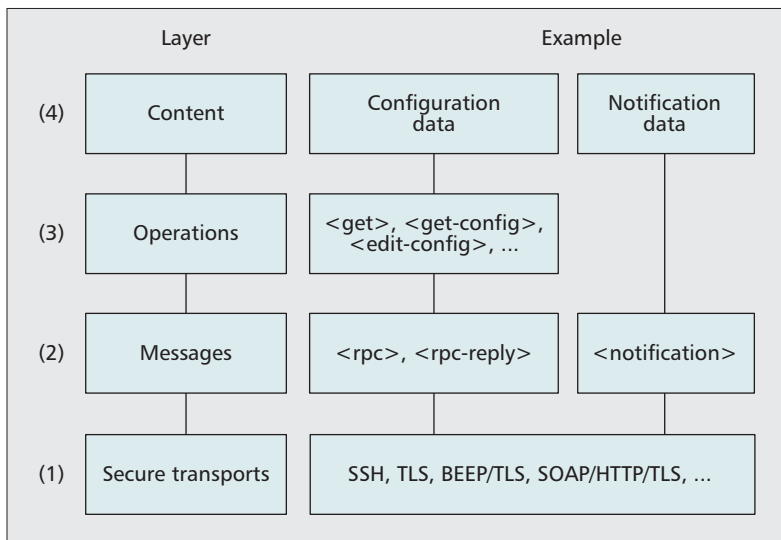 Layer Example
(4) Content Configuration data Notification data
(3) Operations <get>, <get-config>, <edit-config>, ...
(2) Messages <rpc>, <rpc-reply> <notification>
(1) Secure transports SSH, TLS, BEEP/TLS, SOAP/HTTP/TLS, ...